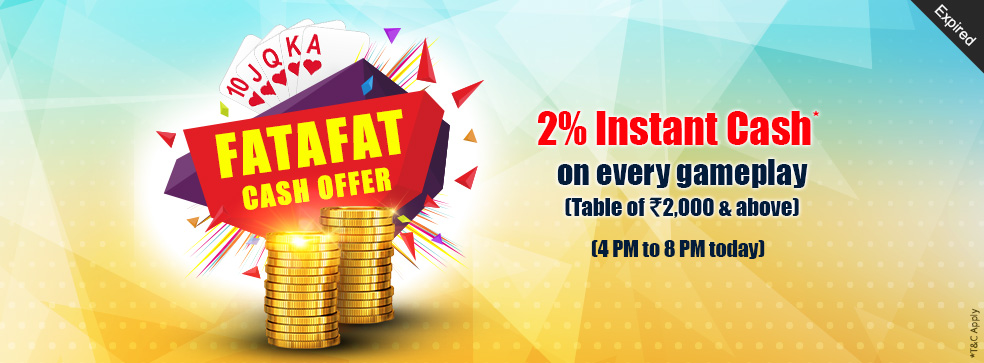 Expired
10 J Q K A
FATAFAT
CASH OFFER
2% Instant Cash*
on every gameplay
(Table of ₹2,000 & above)
(4 PM to 8 PM today)
*T&C Apply